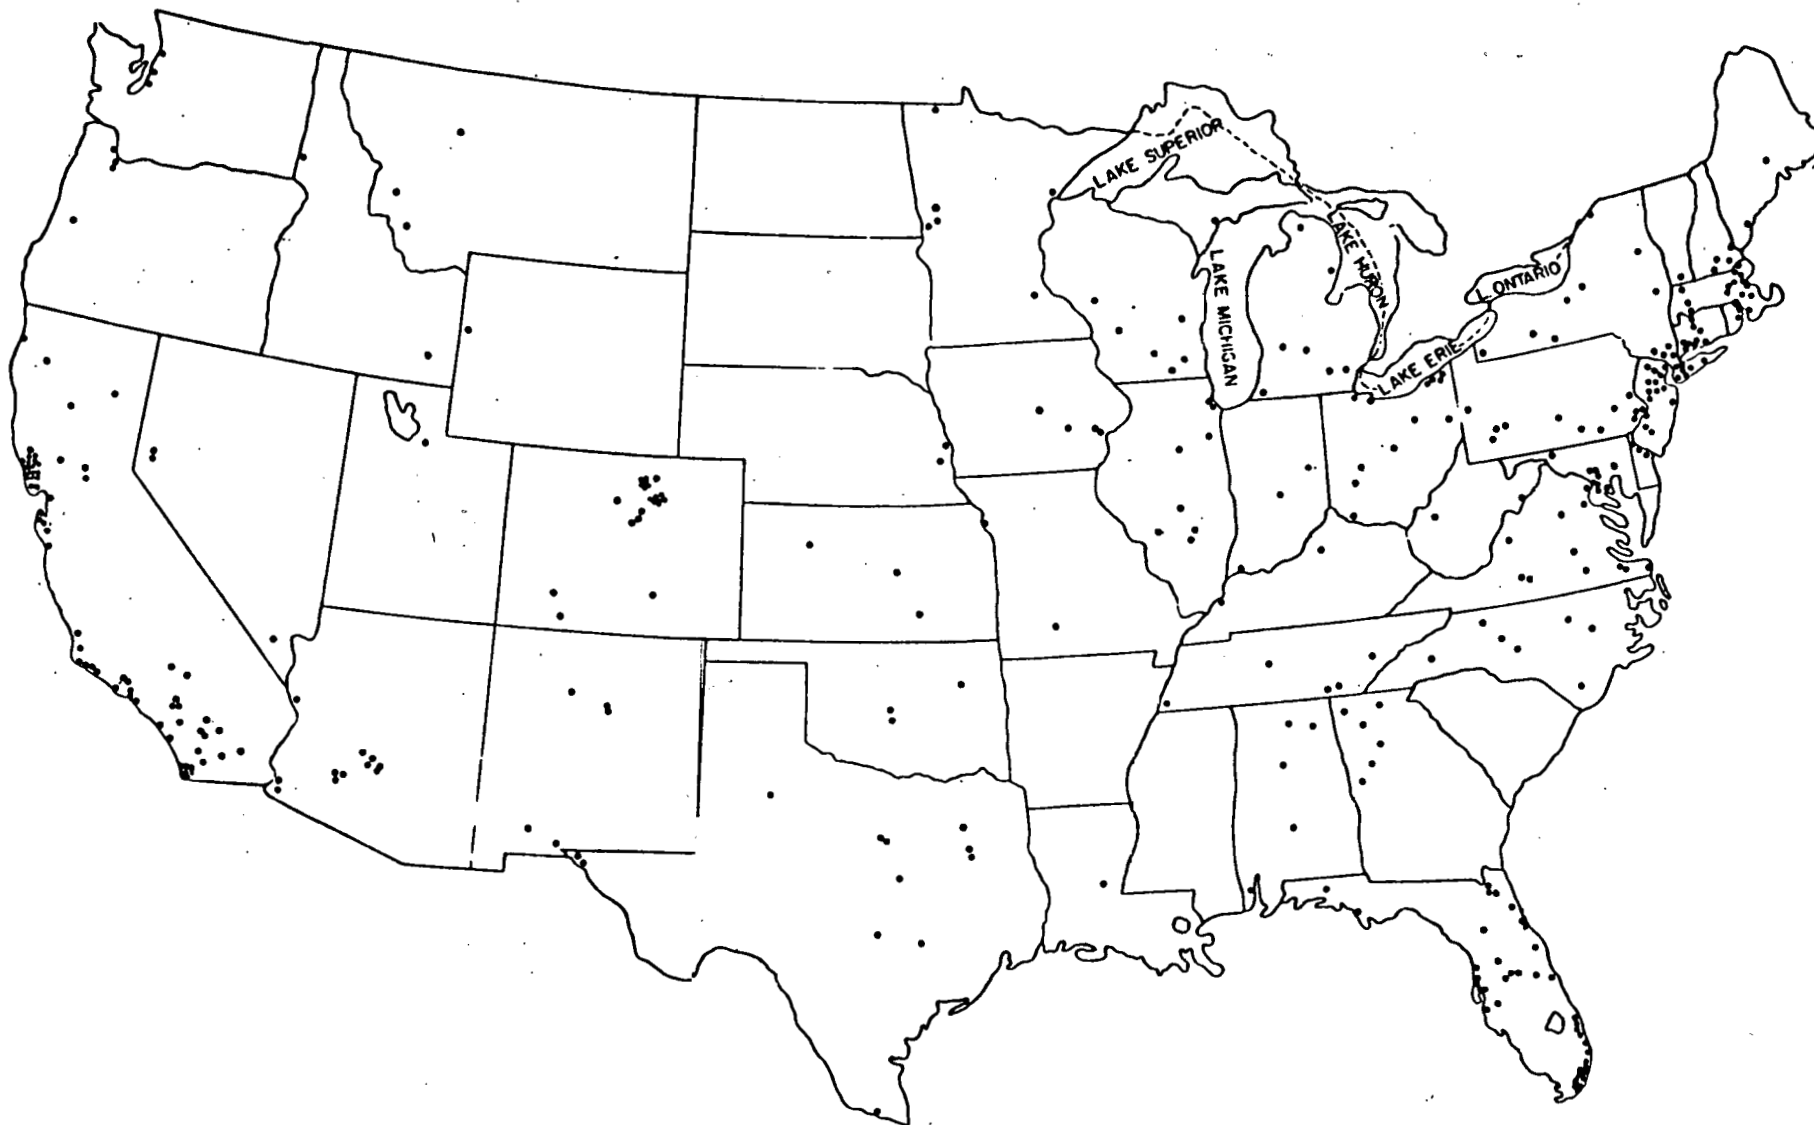 LAKE SUPERIOR
LAKE MICHIGAN
LAKE HURON
L. ONTARIO
LAKE ERIE